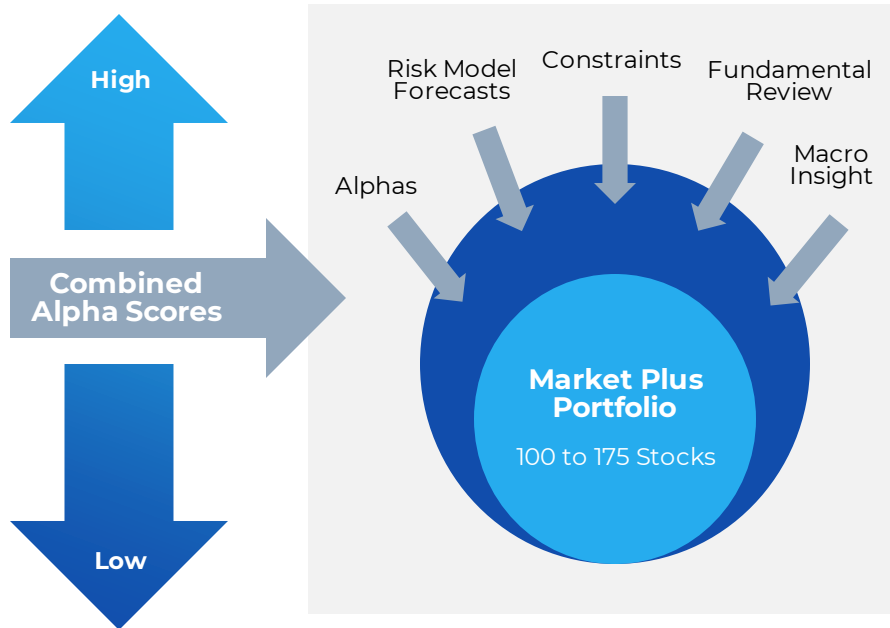 High
Combined
Alpha Scores
Low
Alphas
Risk Model
Forecasts
Constraints
Fundamental
Review
Macro
Insight
Market Plus
Portfolio
100 to 175 Stocks